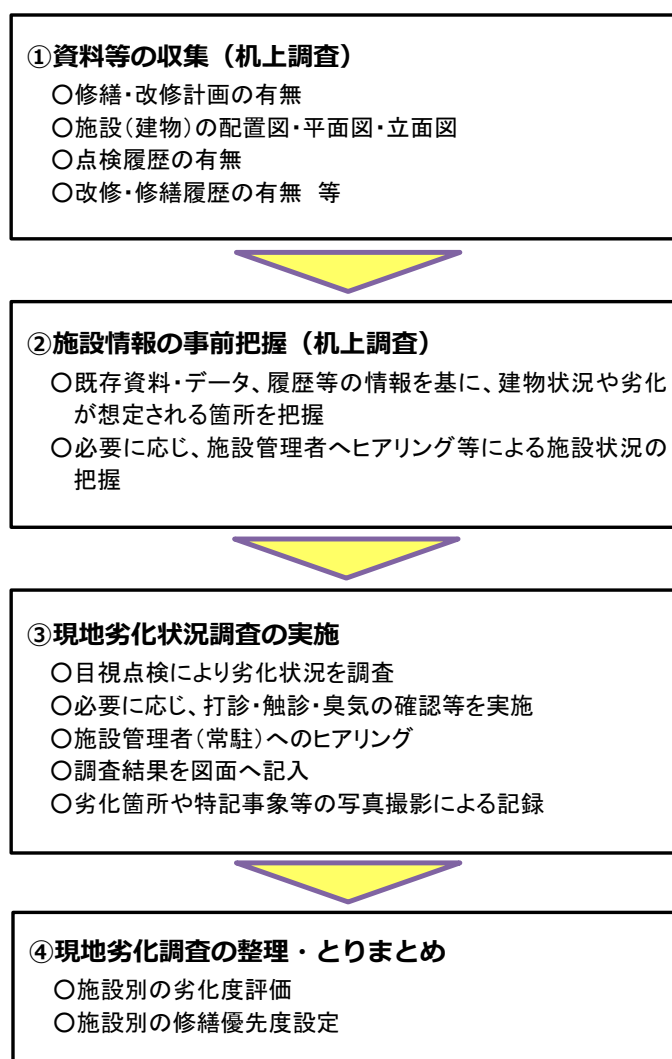 ①資料等の収集（机上調査）
〇修繕・改修計画の有無
〇施設（建物）の配置図・平面図・立面図
〇点検履歴の有無
〇改修・修繕履歴の有無 等
②施設情報の事前把握（机上調査）
〇既存資料・データ、履歴等の情報を基に、建物状況や劣化
が想定される箇所を把握
〇必要に応じ、施設管理者へヒアリング等による施設状況の
把握
③現地劣化状況調査の実施
〇目視点検により劣化状況を調査
〇必要に応じ、打診・触診・臭気の確認等を実施
〇施設管理者（常駐）へのヒアリング
〇調査結果を図面へ記入
〇劣化箇所や特記事象等の写真撮影による記録
④現地劣化調査の整理・とりまとめ
〇施設別の劣化度評価
〇施設別の修繕優先度設定